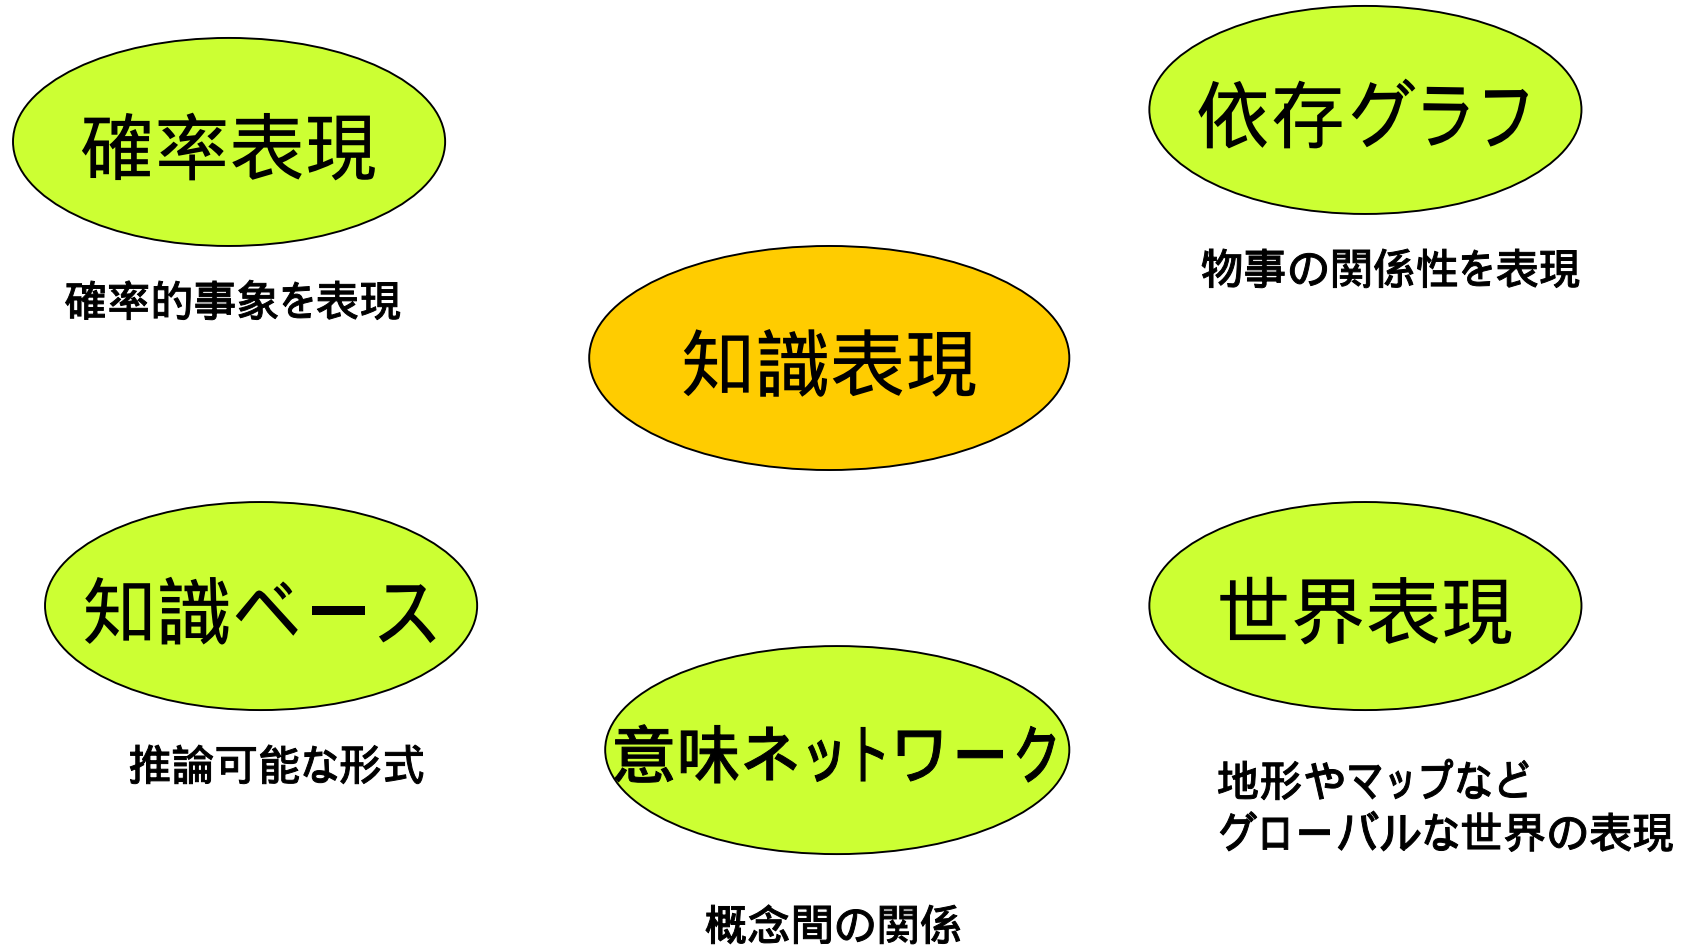 確率表現
確率的事象を表現
依存グラフ
物事の関係性を表現
知識表現
知識ベース
推論可能な形式
意味ネットワーク
概念間の関係
世界表現
地形やマップなど
グローバルな世界の表現